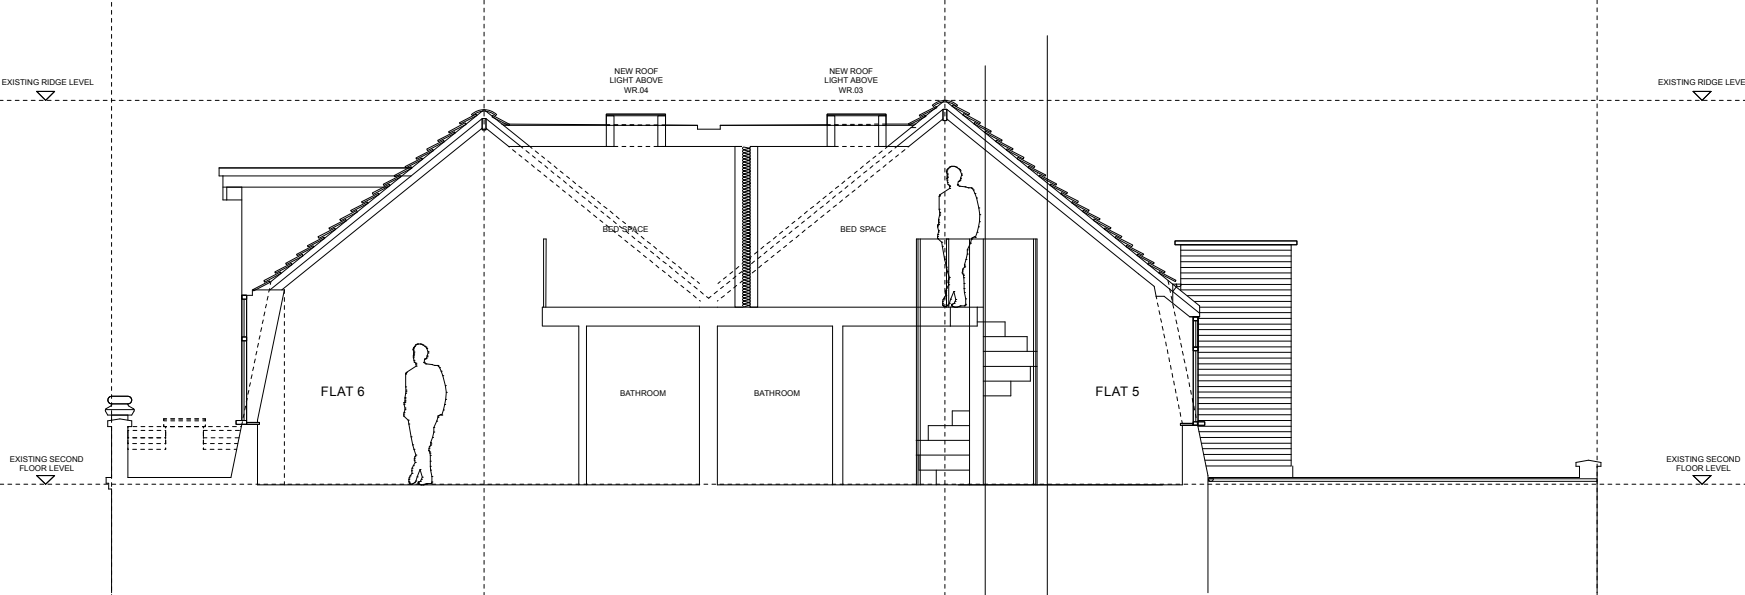 EXISTING RIDGE LEVEL
NEW ROOF
LIGHT ABOVE
WR.04
NEW ROOF
LIGHT ABOVE
WR.03
EXISTING RIDGE LEVE
BED SPACE
BED SPACE
FLAT 6
BATHROOM
BATHROOM
FLAT 5
EXISTING SECOND
FLOOR LEVEL
EXISTING SECOND
FLOOR LEVEL